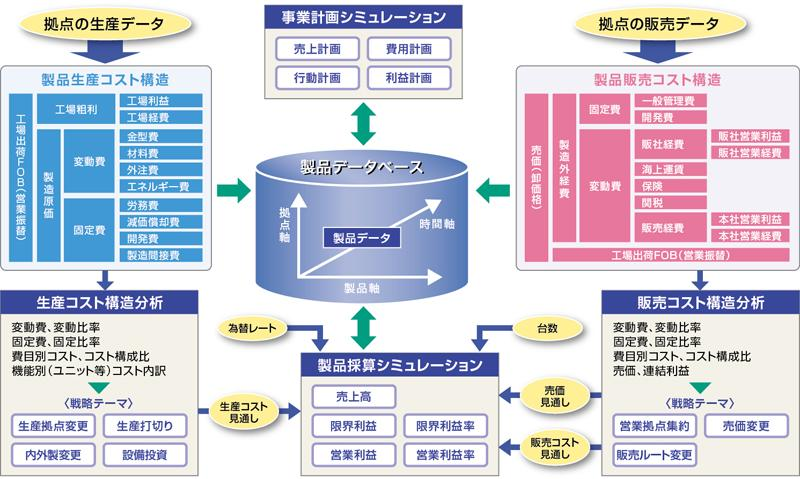 拠点の生産データ
製品生産コスト構造
工場出荷FOB(営業振替)
工場粗利
工場利益
工場経費
製造原価
変動費
金型費
材料費
外注費
エネルギー費
固定費
労務費
減価償却費
開発費
製造間接費
生産コスト構造分析
変動費、変動比率
固定費、固定比率
費目別コスト、コスト構成比
機能別(ユニット等)コスト内訳
〈戦略テーマ〉
生産拠点変更
生産打切り
内外製変更
設備投資
事業計画シミュレーション
売上計画
費用計画
行動計画
利益計画
製品データベース
拠点軸
時間軸
製品データ
製品軸
為替レート
台数
製品採算シミュレーション
売上高
限界利益
限界利益率
営業利益
営業利益率
生産コスト
見通し
売価
見通し
販売コスト
見通し
拠点の販売データ
製品販売コスト構造
売価(卸価格)
製造外経費
固定費
一般管理費
開発費
変動費
販社経費
販社営業利益
販社営業経費
海上運賃
保険
関税
販売経費
本社営業利益
本社営業経費
工場出荷FOB(営業振替)
販売コスト構造分析
変動費、変動比率
固定費、固定比率
費目別コスト、コスト構成比
売価、連結利益
〈戦略テーマ〉
営業拠点集約
売価変更
販売ルート変更